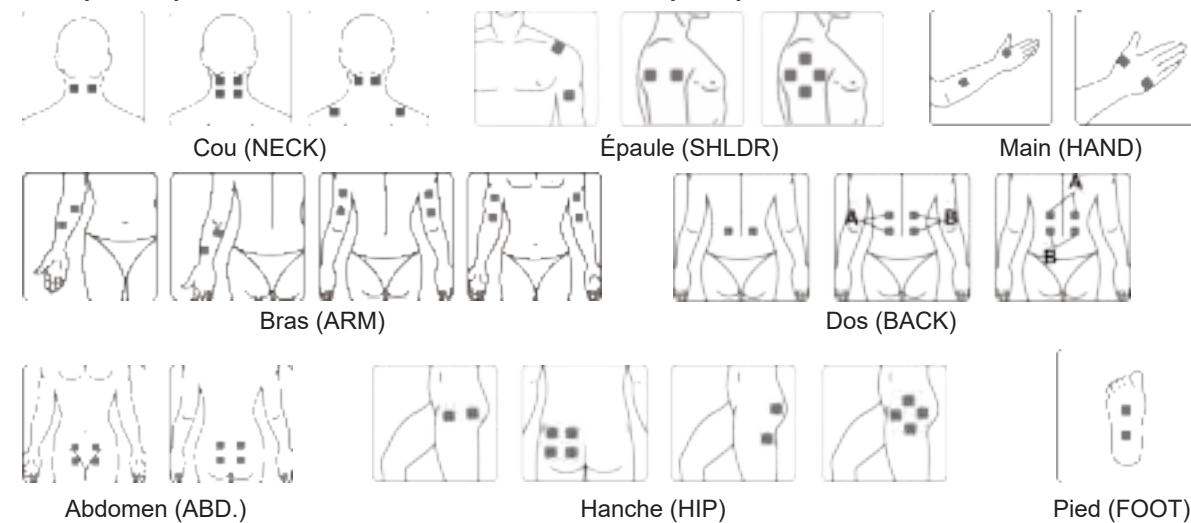 Cou (NECK)
Épaule (SHLDR)
Main (HAND)
A
B
A
B
Bras (ARM)
Dos (BACK)
Abdomen (ABD.)
Hanche (HIP)
Pied (FOOT)